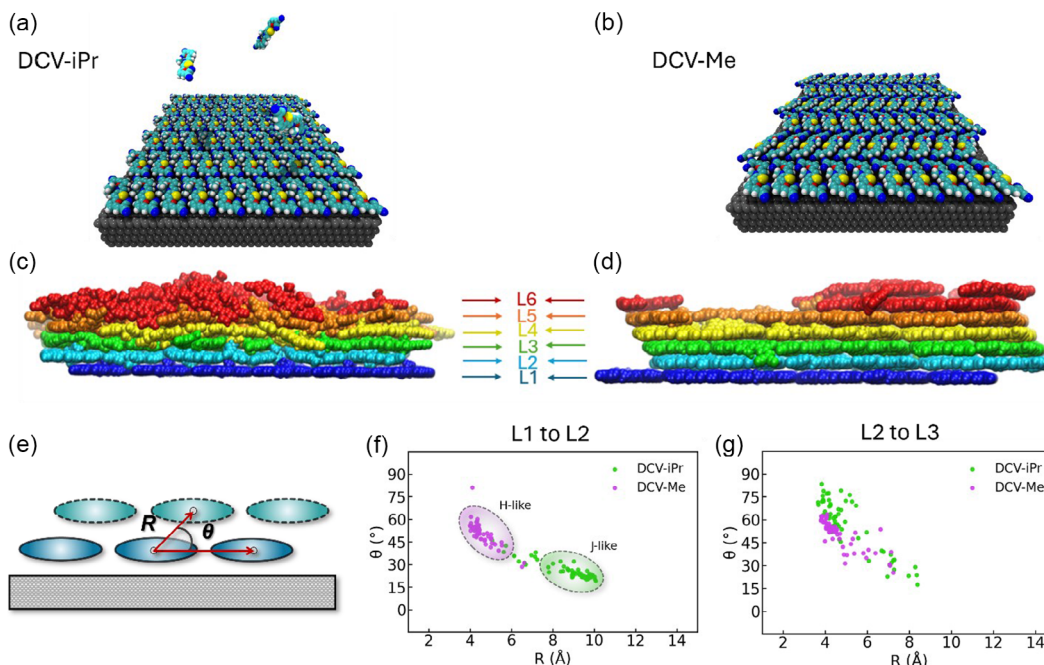 (a)
DCV-iPr
(b)
DCV-Me
(c)
(d)
L6
L5
L4
L3
L2
L1
(e)
R
θ
(f)
L1 to L2
θ (°)
90
75
60
45
30
15
0
DCV-iPr
DCV-Me
H-like
J-like
2 4 6 8 10 12 14
R (Å)
(g)
L2 to L3
θ (°)
90
75
60
45
30
15
0
DCV-iPr
DCV-Me
2 4 6 8 10 12 14
R (Å)